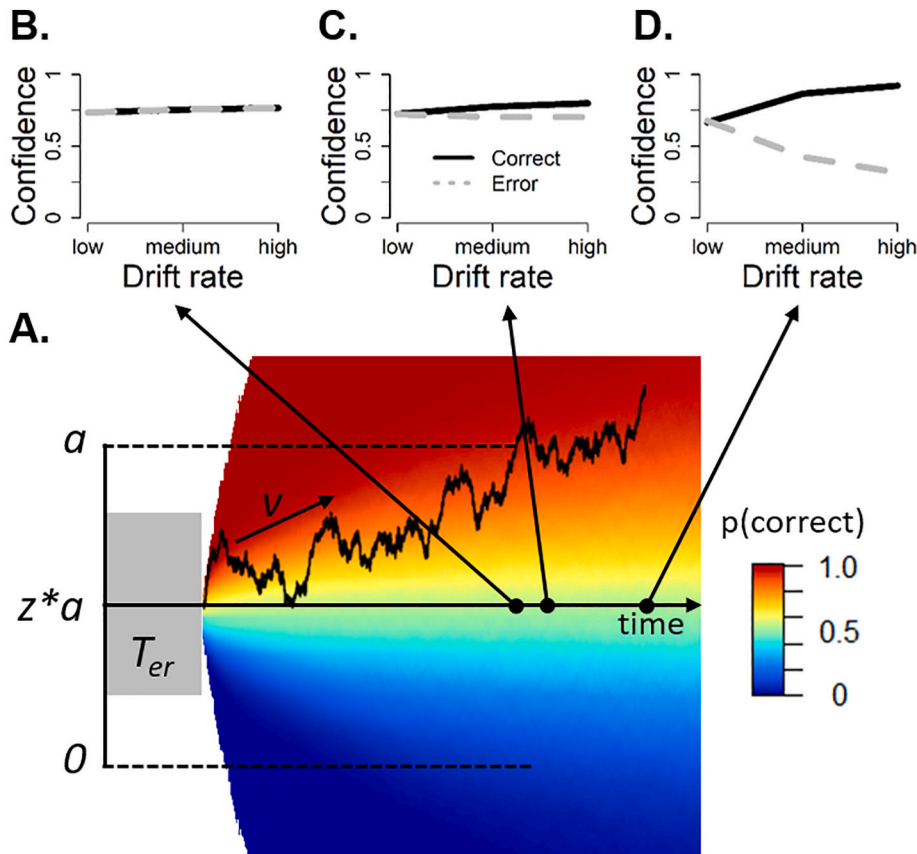 B.
Confidence
1
0.5
0
low medium high
Drift rate
C.
Confidence
1
0.5
0
Correct
Error
low medium high
Drift rate
D.
Confidence
1
0.5
0
low medium high
Drift rate
A.
a
v
z*a
T_er
0
time
p(correct)
1.0
0.5
0